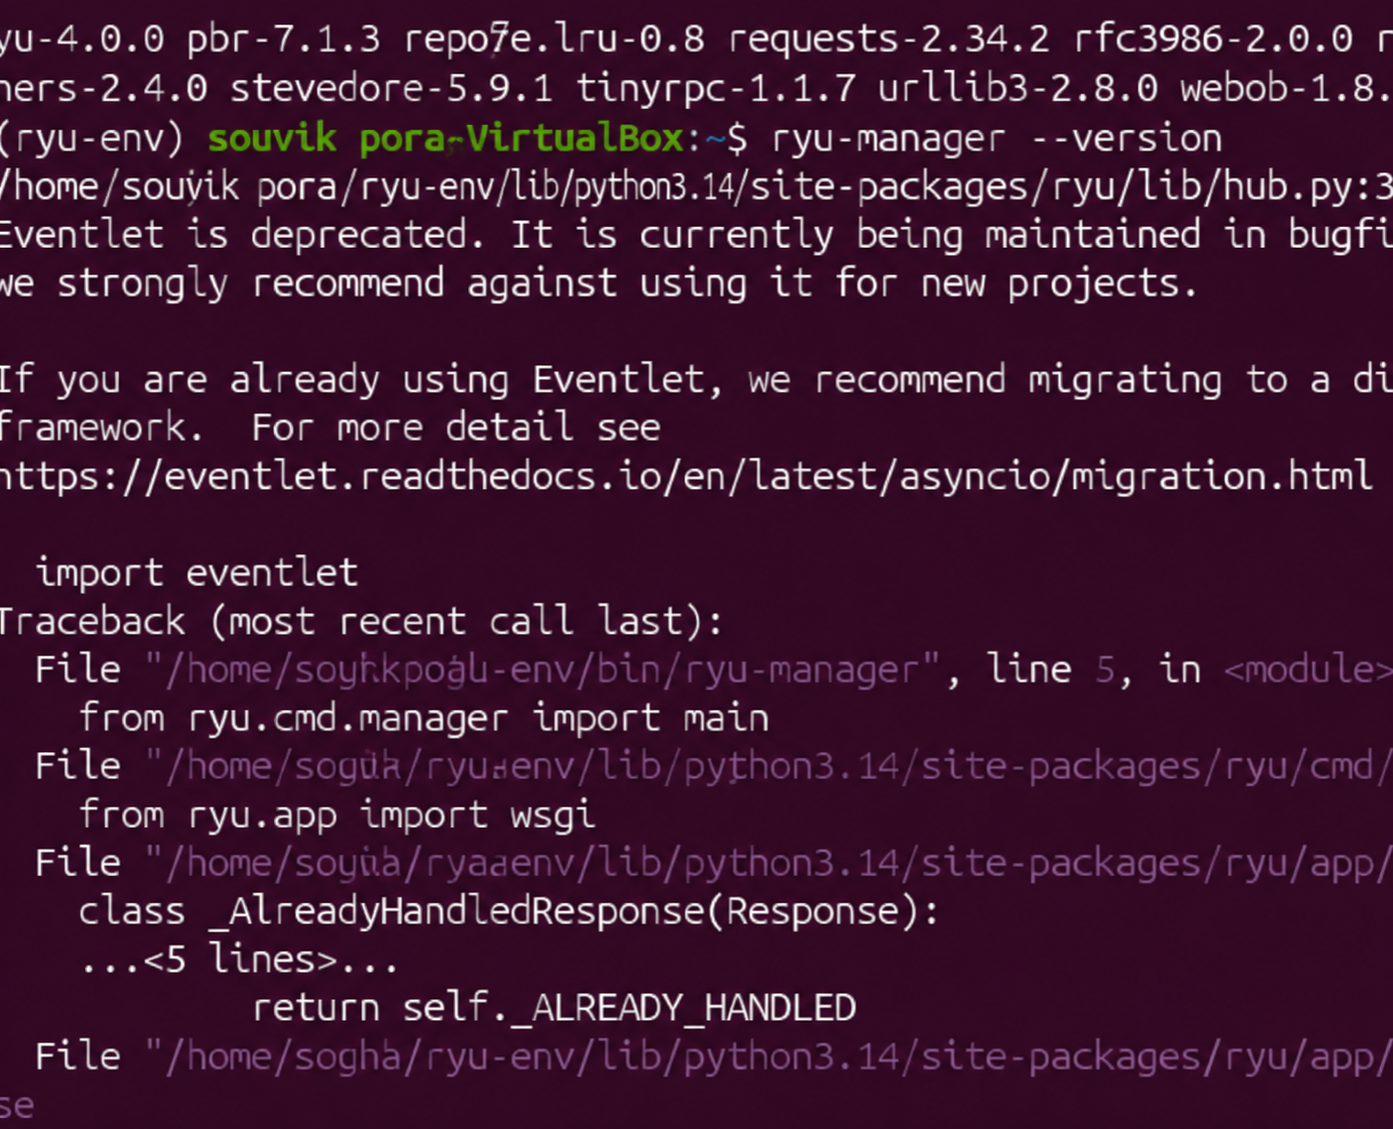 yu-4.0.0 pbr-7.1.3 repo7e.lru-0.8 requests-2.34.2 rfc3986-2.0.0 r
hers-2.4.0 stevedore-5.9.1 tinyrpc-1.1.7 urllib3-2.8.0 webob-1.8.
(ryu-env) souvik pora-VirtualBox:~$ ryu-manager --version
/home/souvik pora/ryu-env/lib/python3.14/site-packages/ryu/lib/hub.py:3
Eventlet is deprecated. It is currently being maintained in bugfi
we strongly recommend against using it for new projects.
If you are already using Eventlet, we recommend migrating to a di
framework. For more detail see
https://eventlet.readthedocs.io/en/latest/asyncio/migration.html
import eventlet
Traceback (most recent call last):
File -env/bin/ryu-manager", line 5, in <module>
from ryu.cmd.manager import main
File env/lib/python3.14/site-packages/ryu/cmd/
from ryu.app import wsgi
File env/lib/python3.14/site-packages/ryu/app/
class _AlreadyHandledResponse(Response):
...<5 lines>...
return self._ALREADY_HANDLED
File "/home/sogha/ryu-env/lib/python3.14/site-packages/ryu/app/
se